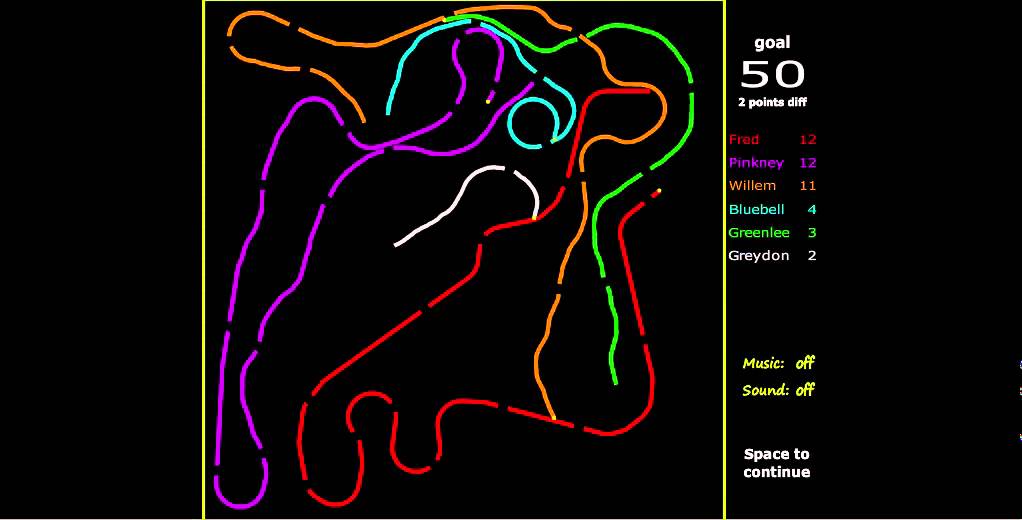 goal
50
2 points diff
Fred 12
Pinkney 12
Willem 11
Bluebell 4
Greenlee 3
Greydon 2
Music: off
Sound: off
Space to
continue